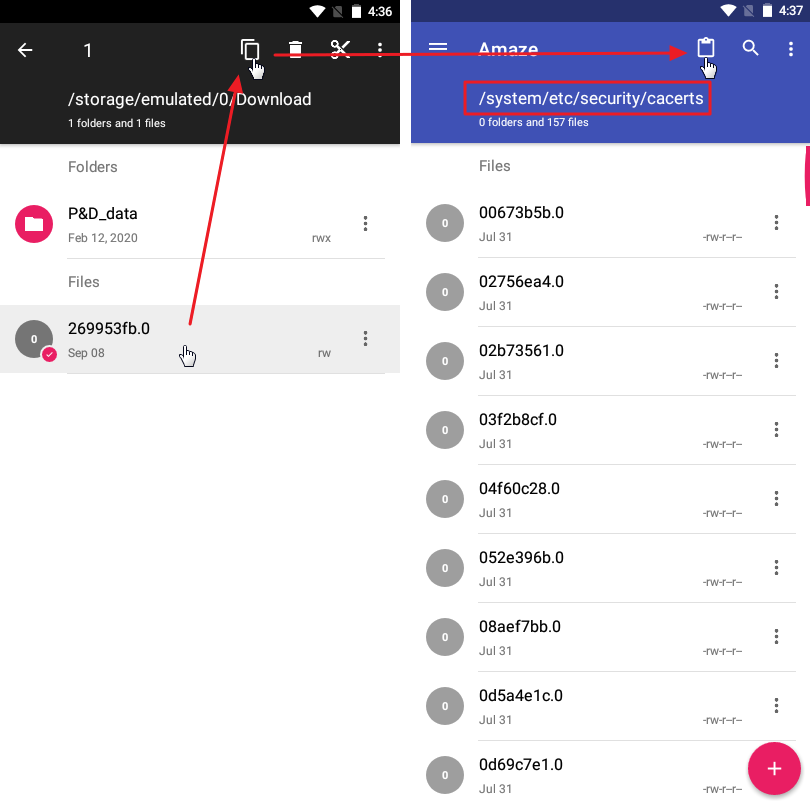 4:36
1
/storage/emulated/0/Download
1 folders and 1 files
Folders
P&D_data
Feb 12, 2020
rwx
Files
0
269953fb.0
Sep 08
rw
4:37
Amaze
/system/etc/security/cacerts
0 folders and 157 files
Files
0
00673b5b.0
Jul 31
-rw-r--r--
0
02756ea4.0
Jul 31
-rw-r--r--
0
02b73561.0
Jul 31
-rw-r--r--
0
03f2b8cf.0
Jul 31
-rw-r--r--
0
04f60c28.0
Jul 31
-rw-r--r--
0
052e396b.0
Jul 31
-rw-r--r--
0
08aef7bb.0
Jul 31
-rw-r--r--
0
0d5a4e1c.0
Jul 31
-rw-r--r--
0
0d69c7e1.0
Jul 31
-rw-r--r--